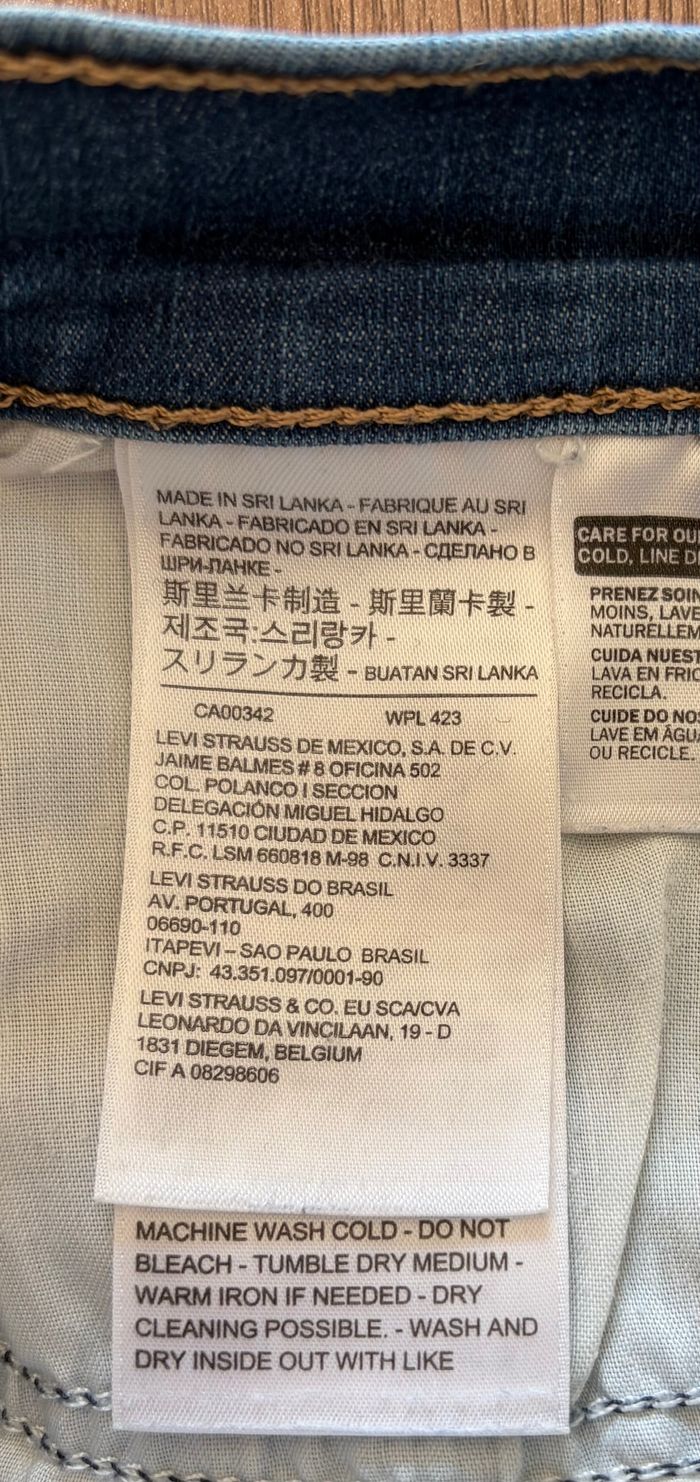 MADE IN SRI LANKA - FABRIQUE AU SRI
LANKA - FABRICADO EN SRI LANKA -
FABRICADO NO SRI LANKA - СДЕЛАНО В
ШРИ-ЛАНКЕ -
斯里兰卡制造 - 斯里蘭卡製 -
제조국:스리랑카 -
スリランカ製 - BUATAN SRI LANKA
CA00342 WPL 423
LEVI STRAUSS DE MEXICO, S.A. DE C.V.
JAIME BALMES # 8 OFICINA 502
COL. POLANCO I SECCION
DELEGACIÓN MIGUEL HIDALGO
C.P. 11510 CIUDAD DE MEXICO
R.F.C. LSM 660818 M-98 C.N.I.V. 3337
LEVI STRAUSS DO BRASIL
AV. PORTUGAL, 400
06690-110
ITAPEVI – SAO PAULO BRASIL
CNPJ: 43.351.097/0001-90
LEVI STRAUSS & CO. EU SCA/CVA
LEONARDO DA VINCILAAN, 19 - D
1831 DIEGEM, BELGIUM
CIF A 08298606
MACHINE WASH COLD - DO NOT
BLEACH - TUMBLE DRY MEDIUM -
WARM IRON IF NEEDED - DRY
CLEANING POSSIBLE. - WASH AND
DRY INSIDE OUT WITH LIKE
CARE FOR
COLD, LINE
PRENEZ SOIN
MOINS, LAVE
NATURELLEM
CUIDA NUEST
LAVA EN
RECICLA.
CUIDE DO
LAVE EM
OU RECICLE.